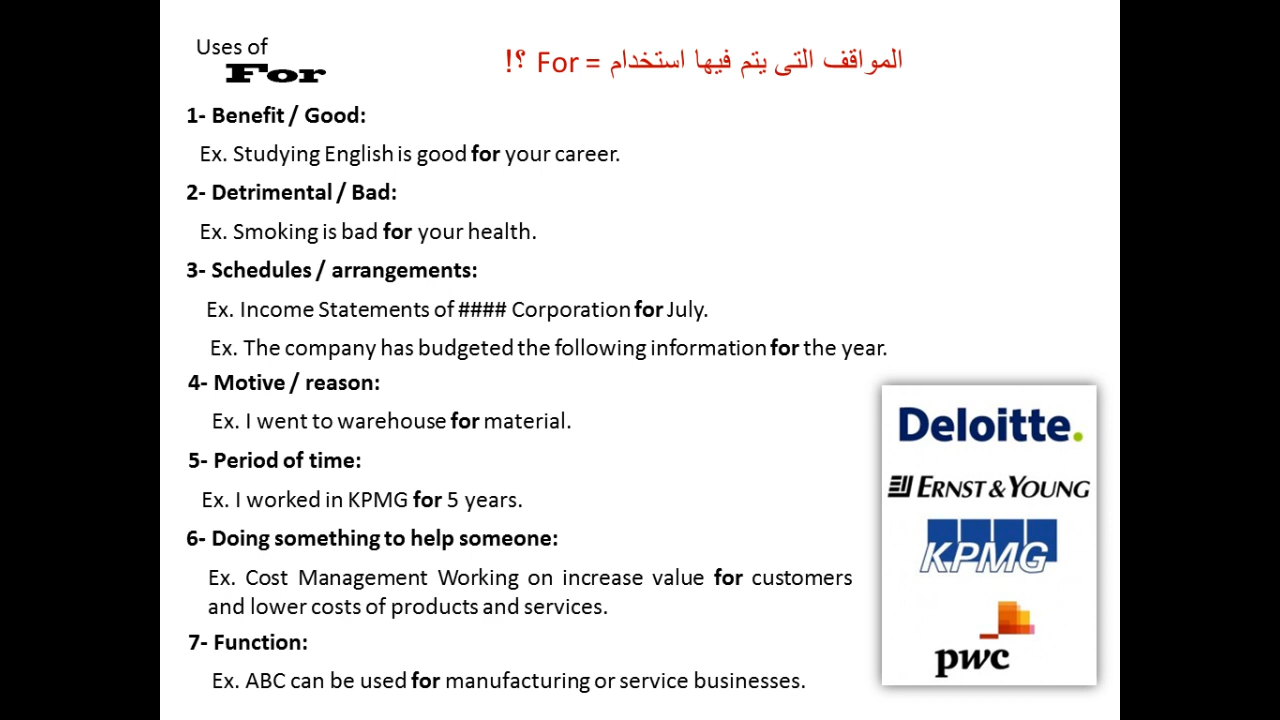 Uses of
For
المواقف التى يتم فيها استخدام = For ؟!
1- Benefit / Good:
Ex. Studying English is good for your career.
2- Detrimental / Bad:
Ex. Smoking is bad for your health.
3- Schedules / arrangements:
Ex. Income Statements of #### Corporation for July.
Ex. The company has budgeted the following information for the year.
4- Motive / reason:
Ex. I went to warehouse for material.
5- Period of time:
Ex. I worked in KPMG for 5 years.
6- Doing something to help someone:
Ex. Cost Management Working on increase value for customers
and lower costs of products and services.
7- Function:
Ex. ABC can be used for manufacturing or service businesses.
Deloitte.
ERNST & YOUNG
KPMG
pwc